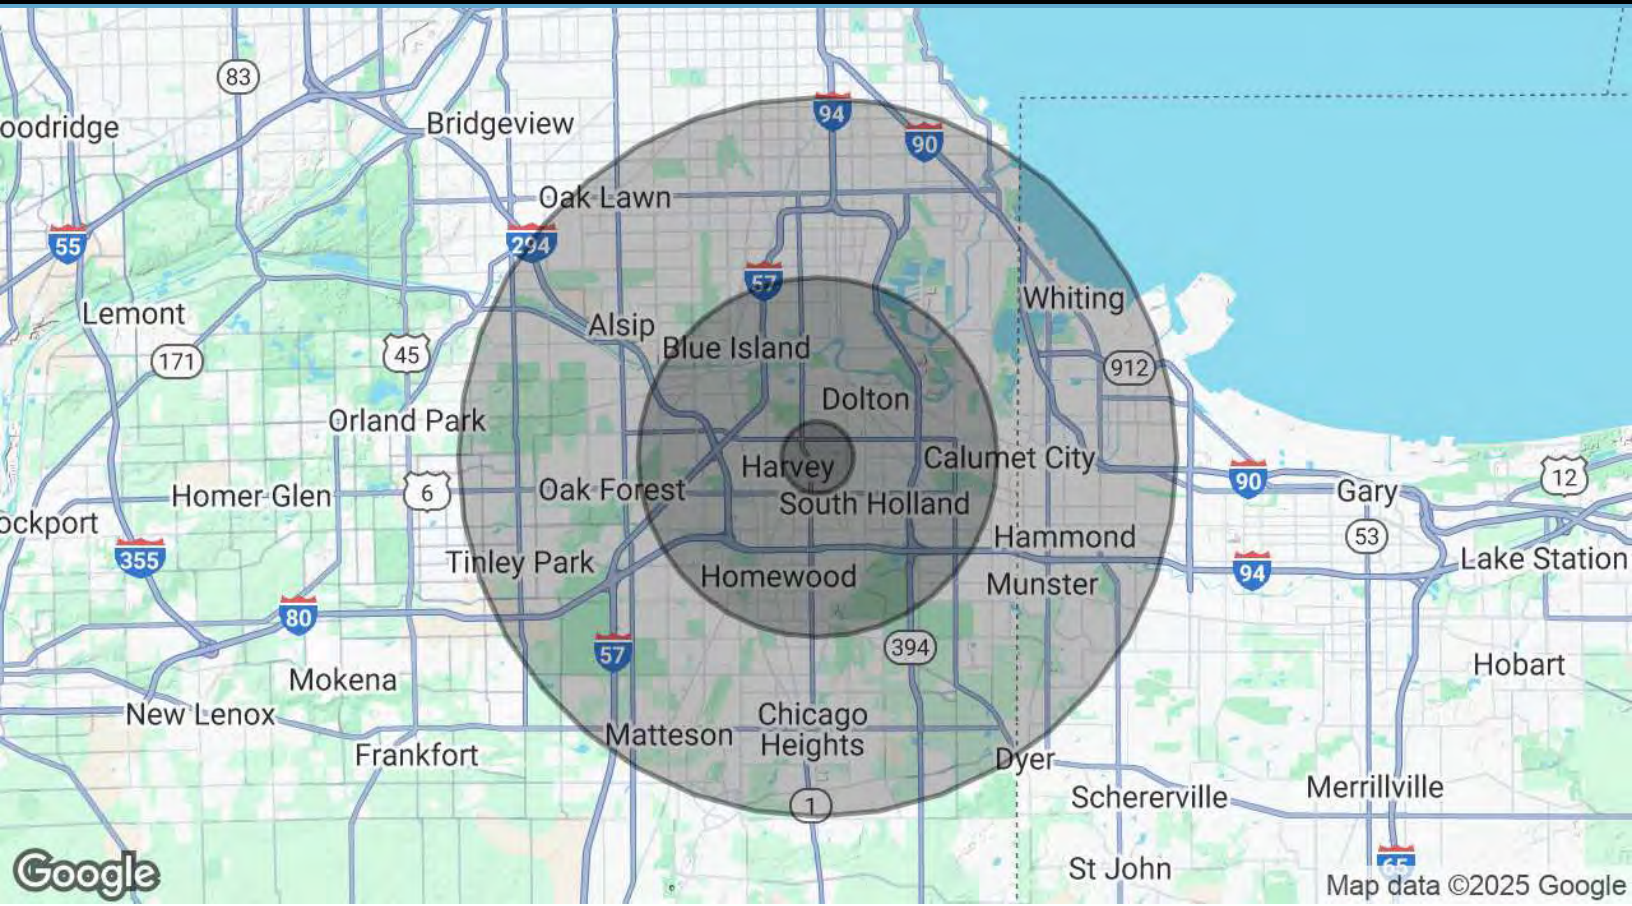 83
94
Bridgeview
oodridge
90
Oak Lawn
55
294
57
Whiting
Lemont
Alsip
Blue Island
171
45
912
Dolton
Orland Park
Calumet City
Harvey
12
90
Oak Forest
Gary
6
Homer Glen
South Holland
ockport
53
Hammond
355
Lake Station
Tinley Park
94
Homewood
Munster
80
57
394
Hobart
Mokena
New Lenox
Chicago
Heights
Matteson
Frankfort
Dyer
Merrillville
Schererville
1
65
St John
Google
Map data ©2025 Google